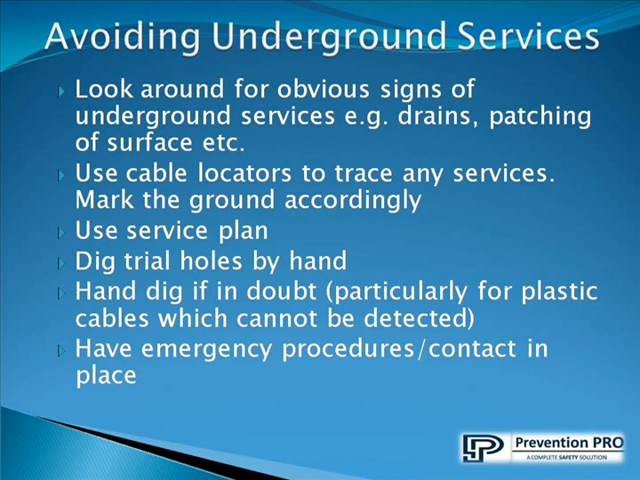 Avoiding Underground Services
Look around for obvious signs of
underground services e.g. drains, patching
of surface etc.
Use cable locators to trace any services.
Mark the ground accordingly
Use service plan
Dig trial holes by hand
Hand dig if in doubt (particularly for plastic
cables which cannot be detected)
Have emergency procedures/contact in
place
Prevention PRO
A COMPLETE SAFETY SOLUTION